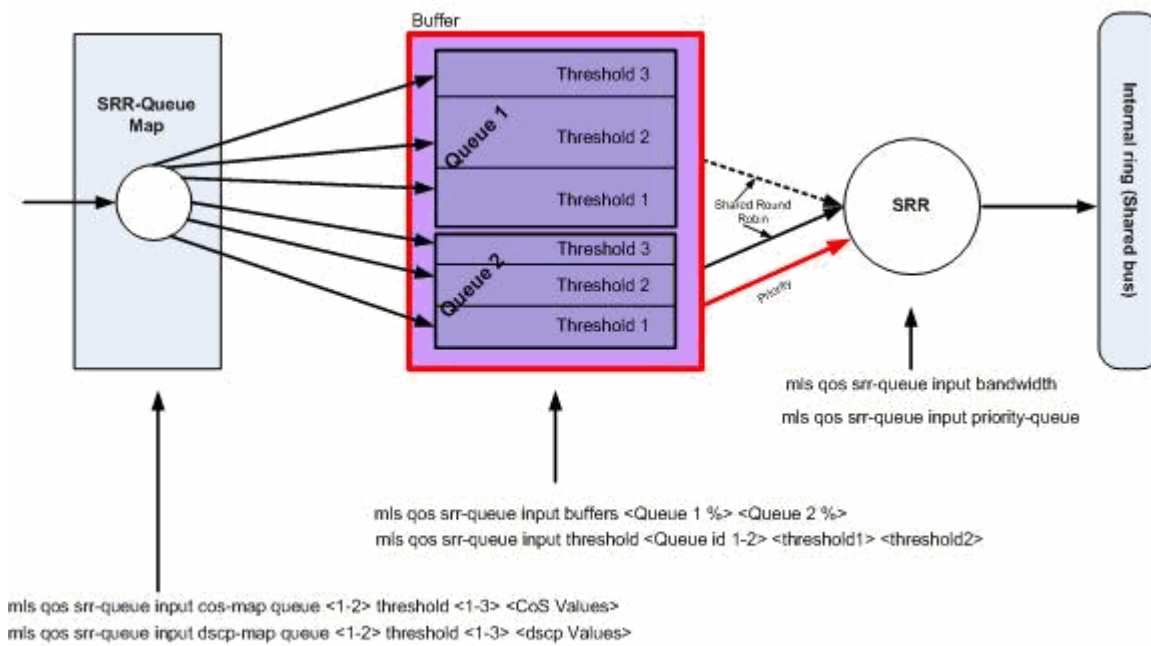 Buffer
SRR-Queue
Map
Threshold 3
Threshold 2
Threshold 1
Queue 1
Threshold 3
Threshold 2
Threshold 1
Queue 2
Shared Round
Robin
Priority
SRR
Internal ring (Shared bus)
mls qos srr-queue input bandwidth
mls qos srr-queue input priority-queue
mls qos srr-queue input buffers <Queue 1 %> <Queue 2 %>
mls qos srr-queue input threshold <Queue id 1-2> <threshold1> <threshold2>
mls qos srr-queue input cos-map queue <1-2> threshold <1-3> <CoS Values>
mls qos srr-queue input dscp-map queue <1-2> threshold <1-3> <dscp Values>